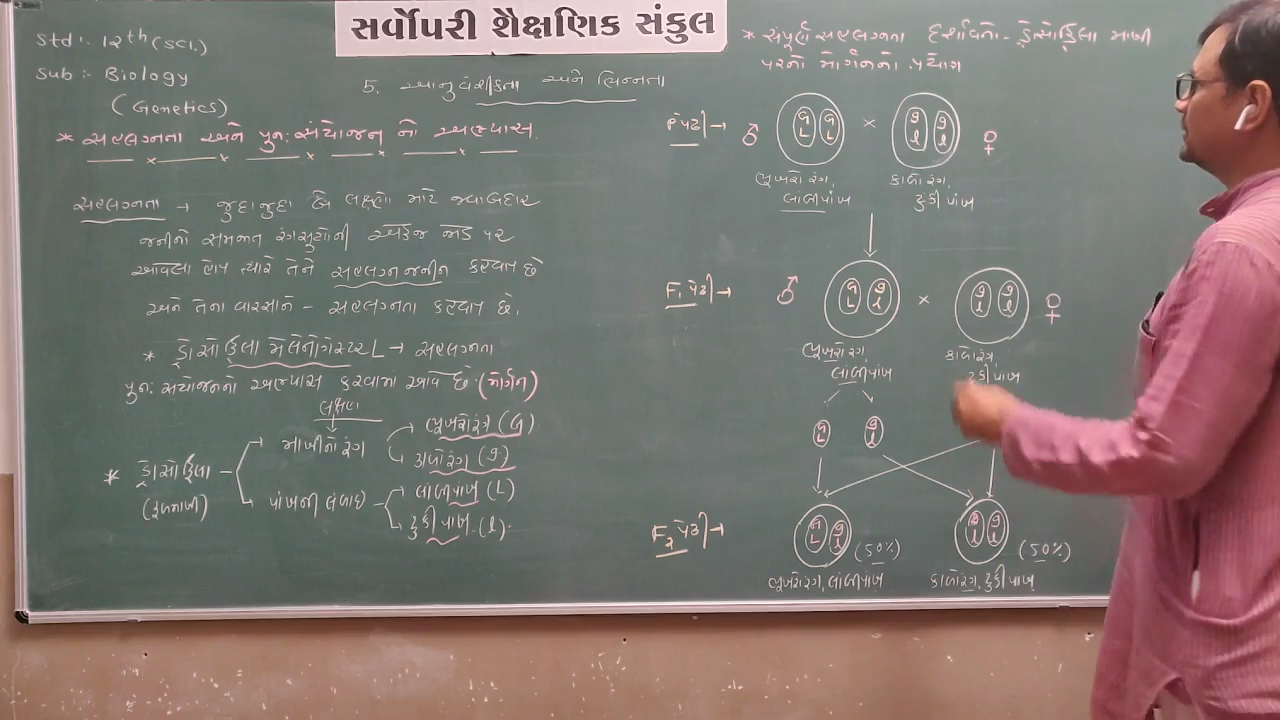 સર્વોપરી શૈક્ષણિક સંકુલ
Std :- 12th (Sci.)
Sub :- Biology
(Genetics)
5. આનુવંશીકતા અને ભિન્નતા
* સહલગ્નતા અને પુનઃસંયોજન નો અભ્યાસ.
સહલગ્નતા → જુદાજુદા બે લક્ષણો માટે જવાબદાર
જનીનો સમજાત રંગસુત્રોની એકજ જોડ પર
આવેલા હોય ત્યારે તેને સહલગ્ન જનીન કહેવાય છે
અને તેના વારસાને - સહલગ્નતા કહેવાય છે.
* ડ્રોસોફિલા મેલેનોગેસ્ટર → સહલગ્નતા
પુનઃ સંયોજનનો અભ્યાસ કરવામાં આવે છે. (મોર્ગન)
લક્ષણ
* ડ્રોસોફિલા
(ફળમાખી)
માખીનો રંગ
ભૂખરોરંગ (G)
કાળોરંગ (g)
પાંખની લંબાઇ
લાંબીપાંખ (L)
ટુકી પાંખ (l).
* સંપૂર્ણ સહલગ્નતા દર્શાવતો - ડ્રોસોફિલા માખી
પરનો મોર્ગનનો પ્રયોગ
P પેઢી → ♂ G L G L × g l g l ♀
ભૂખરો રંગ, કાળો રંગ,
લાંબીપાંખ ટુકી પાંખ
F₁ પેઢી → ♂ G L g l × g l g l ♀
ભૂખરો રંગ, કાળો રંગ,
લાંબીપાંખ ટુકી પાંખ
G L g l
F₂ પેઢી → G L g l (50%) g l g l (50%)
ભૂખરો રંગ, લાંબીપાંખ કાળો રંગ, ટુકી પાંખ